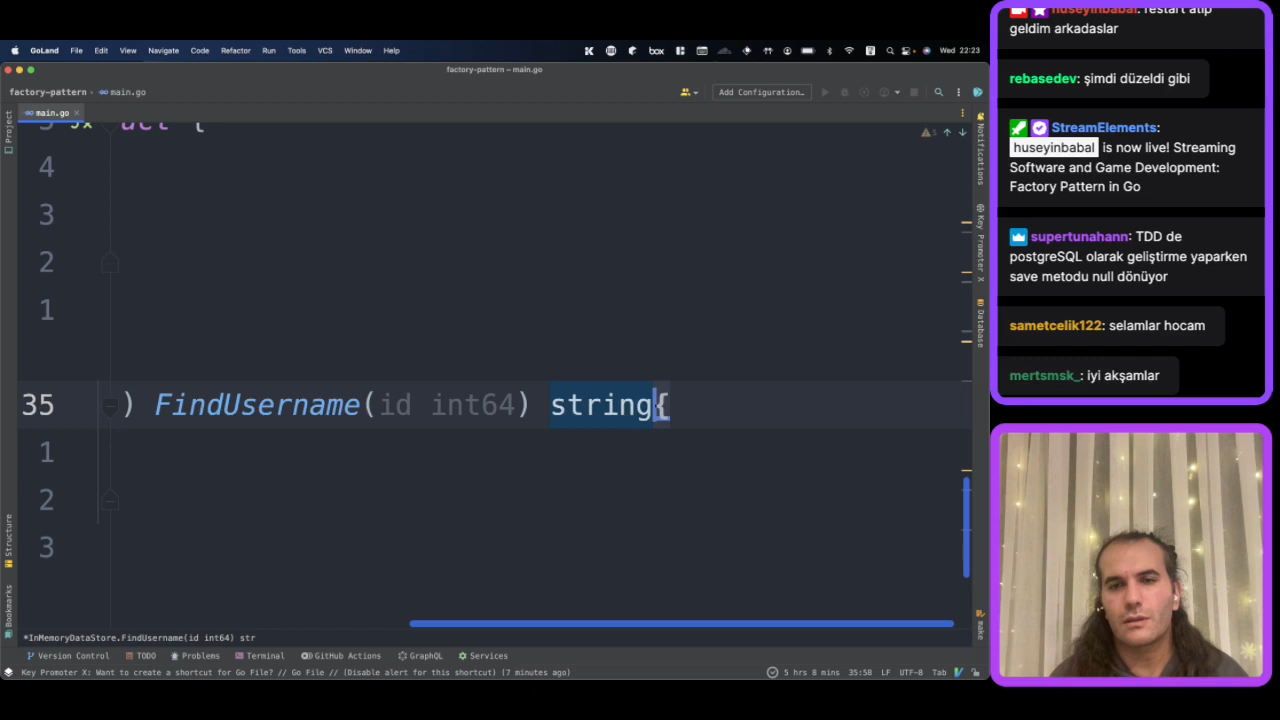 GoLand File Edit View Navigate Code Refactor Run Tools VCS Window Help
box
Wed 22:23
factory-pattern – main.go
factory-pattern › main.go
Add Configuration...
main.go ×
Project
4
3
2
1
35 ) FindUsername(id int64) string{
1
2
3
5
Notifications
Key Promoter X
Database
make
Structure
Bookmarks
*InMemoryDataStore.FindUsername(id int64) str
Version Control TODO Problems Terminal GitHub Actions GraphQL Services
Key Promoter X: Want to create a shortcut for Go File? // Go File // (Disable alert for this shortcut) (7 minutes ago)
5 hrs 8 mins 35:58 LF UTF-8 Tab
huseyinbabal: restart atıp
geldim arkadaslar
rebasedev: şimdi düzeldi gibi
StreamElements:
huseyinbabal is now live! Streaming
Software and Game Development:
Factory Pattern in Go
supertunahann: TDD de
postgreSQL olarak geliştirme yaparken
save metodu null dönüyor
sametcelik122: selamlar hocam
mertsmsk_: iyi akşamlar